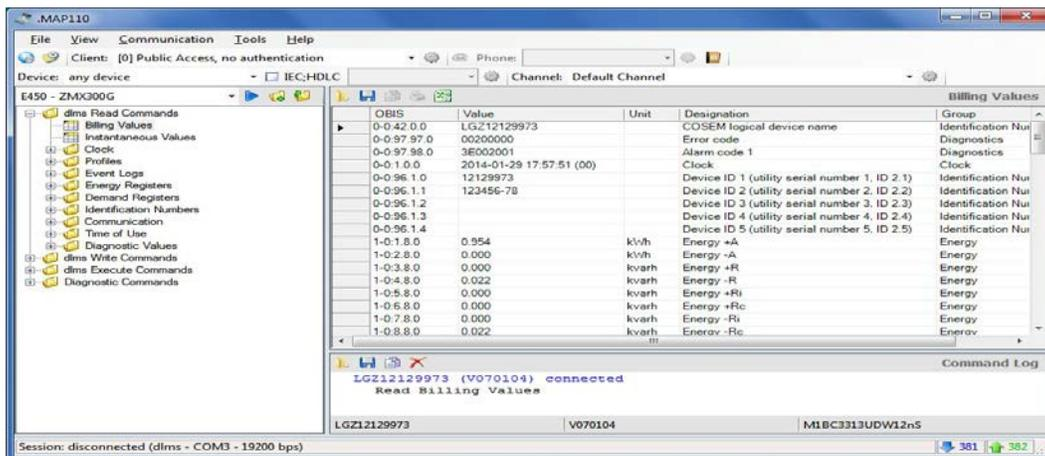 .MAP110
File View Communication Tools Help
Client: [0] Public Access, no authentication Phone:
Device: any device IEC;HDLC Channel: Default Channel
E450 - ZMX300G
dlms Read Commands
Billing Values
Instantaneous Values
Clock
Profiles
Event Logs
Energy Registers
Demand Registers
Identification Numbers
Communication
Time of Use
Diagnostic Values
dlms Write Commands
dlms Execute Commands
Diagnostic Commands
Billing Values
OBIS Value Unit Designation Group
0-0:42.0.0 LGZ12129973 COSEM logical device name Identification Nu
0-0:97.97.0 00200000 Error code Diagnostics
0-0:97.98.0 3E002001 Alarm code 1 Diagnostics
0-0:1.0.0 2014-01-29 17:57:51 (00) Clock Clock
0-0:96.1.0 12129973 Device ID 1 (utility serial number 1, ID 2.1) Identification Nu
0-0:96.1.1 123456-78 Device ID 2 (utility serial number 2, ID 2.2) Identification Nu
0-0:96.1.2 Device ID 3 (utility serial number 3, ID 2.3) Identification Nu
0-0:96.1.3 Device ID 4 (utility serial number 4, ID 2.4) Identification Nu
0-0:96.1.4 Device ID 5 (utility serial number 5, ID 2.5) Identification Nu
1-0:1.8.0 0.954 kWh Energy +A Energy
1-0:2.8.0 0.000 kWh Energy -A Energy
1-0:3.8.0 0.000 kvarh Energy +R Energy
1-0:4.8.0 0.022 kvarh Energy -R Energy
1-0:5.8.0 0.000 kvarh Energy +Ri Energy
1-0:6.8.0 0.000 kvarh Energy +Rc Energy
1-0:7.8.0 0.000 kvarh Energy -Ri Energy
1-0:8.8.0 0.022 kvarh Energy -Rc Energy
Command Log
LGZ12129973 (V070104) connected
Read Billing Values
LGZ12129973 V070104 M1BC3313UDW12nS
Session: disconnected (dlms - COM3 - 19200 bps) 381 382